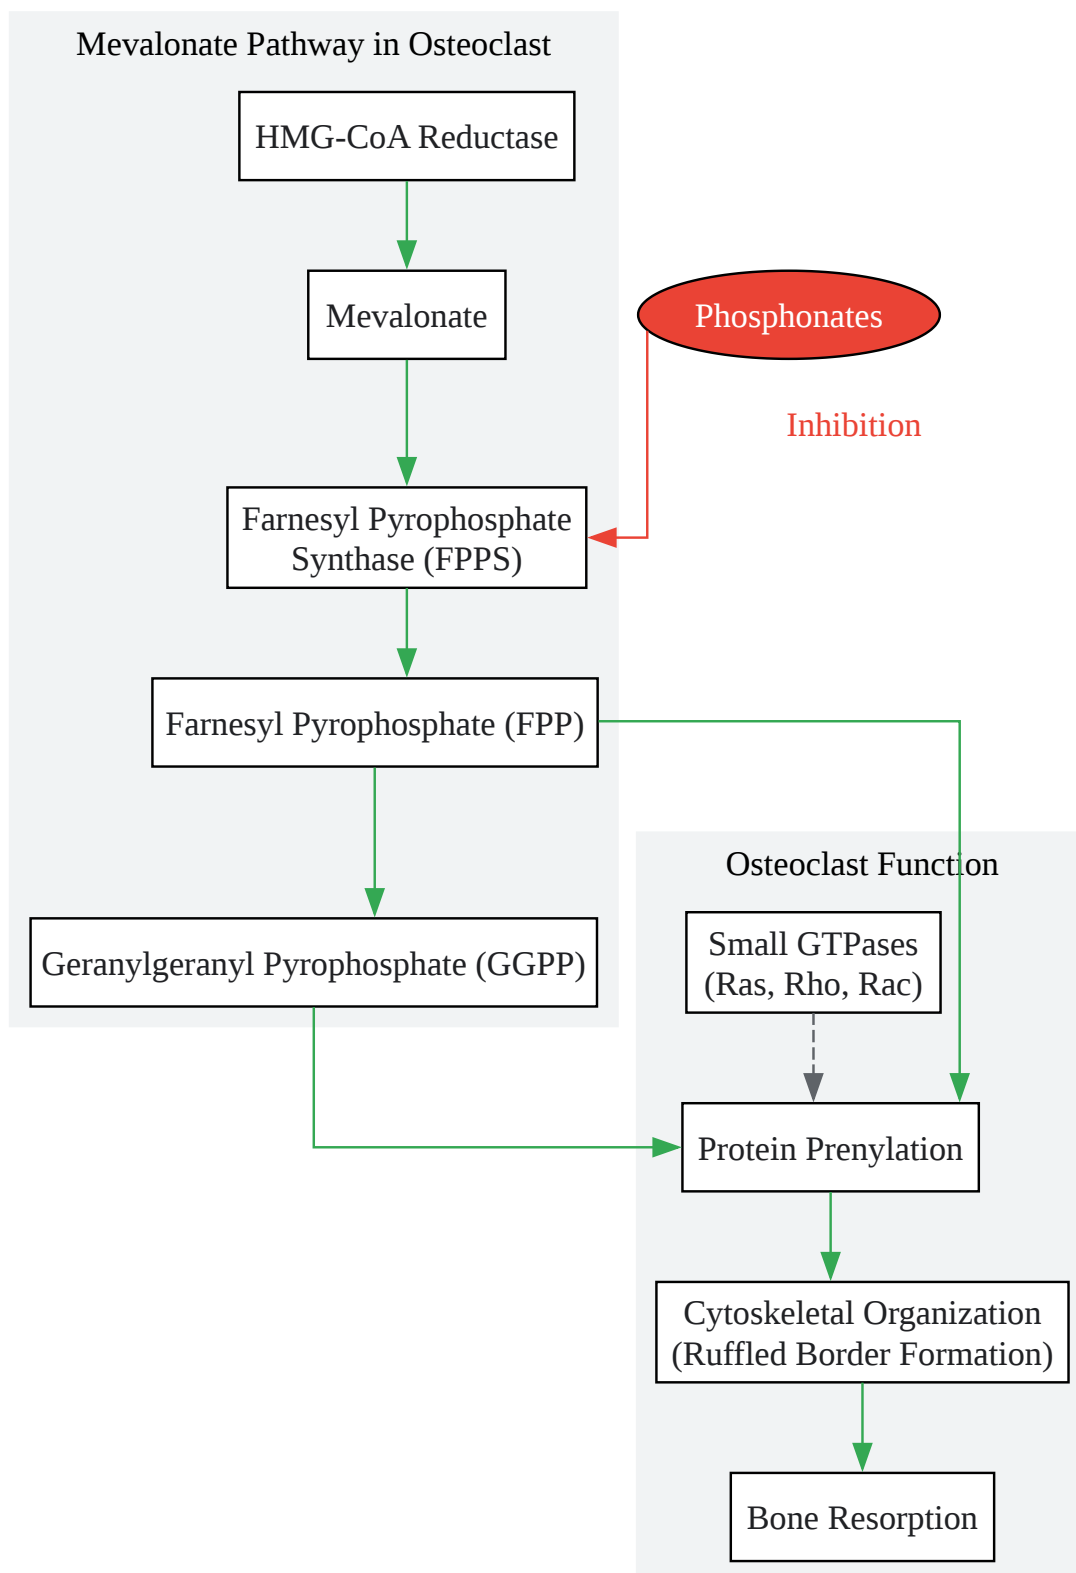 Mevalonate Pathway in Osteoclast
HMG-CoA Reductase
Mevalonate
Phosphonates
Inhibition
Farnesyl Pyrophosphate
Synthase (FPPS)
Farnesyl Pyrophosphate (FPP)
Geranylgeranyl Pyrophosphate (GGPP)
Osteoclast Function
Small GTPases
(Ras, Rho, Rac)
Protein Prenylation
Cytoskeletal Organization
(Ruffled Border Formation)
Bone Resorption